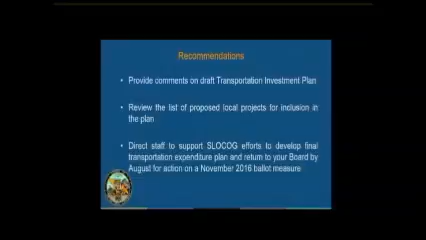 Recommendations
• Provide comments on draft Transportation Investment Plan
• Review the list of proposed local projects for inclusion in
the plan
• Direct staff to support SLOCOG efforts to develop final
transportation expenditure plan and return to your Board by
August for action on a November 2016 ballot measure